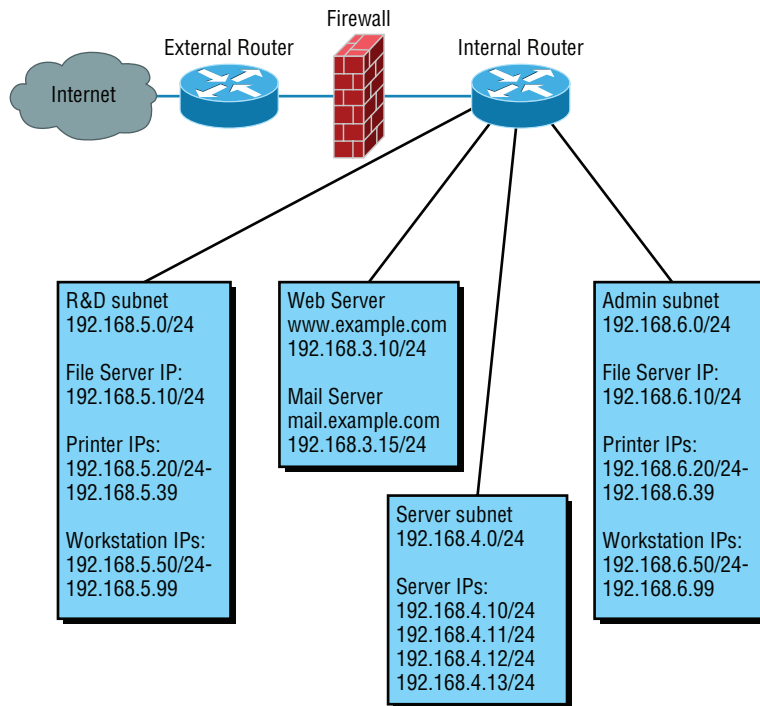 Firewall
External Router
Internal Router
Internet
R&D subnet
192.168.5.0/24
File Server IP:
192.168.5.10/24
Printer IPs:
192.168.5.20/24-
192.168.5.39
Workstation IPs:
192.168.5.50/24-
192.168.5.99
Web Server
www.example.com
192.168.3.10/24
Mail Server
mail.example.com
192.168.3.15/24
Server subnet
192.168.4.0/24
Server IPs:
192.168.4.10/24
192.168.4.11/24
192.168.4.12/24
192.168.4.13/24
Admin subnet
192.168.6.0/24
File Server IP:
192.168.6.10/24
Printer IPs:
192.168.6.20/24-
192.168.6.39
Workstation IPs:
192.168.6.50/24-
192.168.6.99